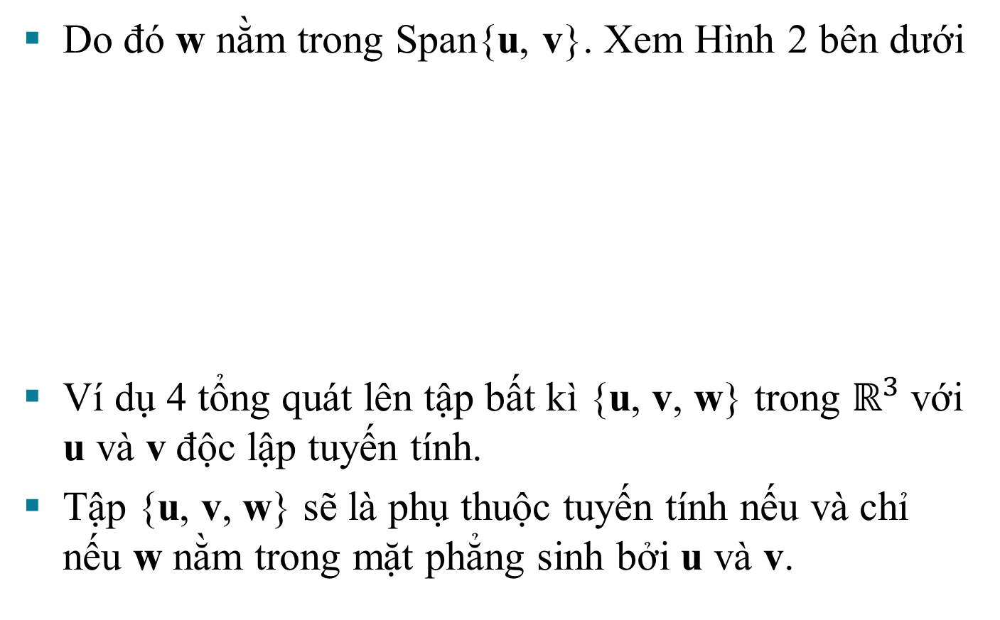 ▪ Do đó w nằm trong Span{u, v}. Xem Hình 2 bên dưới
▪ Ví dụ 4 tổng quát lên tập bất kì {u, v, w} trong ℝ³ với
u và v độc lập tuyến tính.
▪ Tập {u, v, w} sẽ là phụ thuộc tuyến tính nếu và chỉ
nếu w nằm trong mặt phẳng sinh bởi u và v.